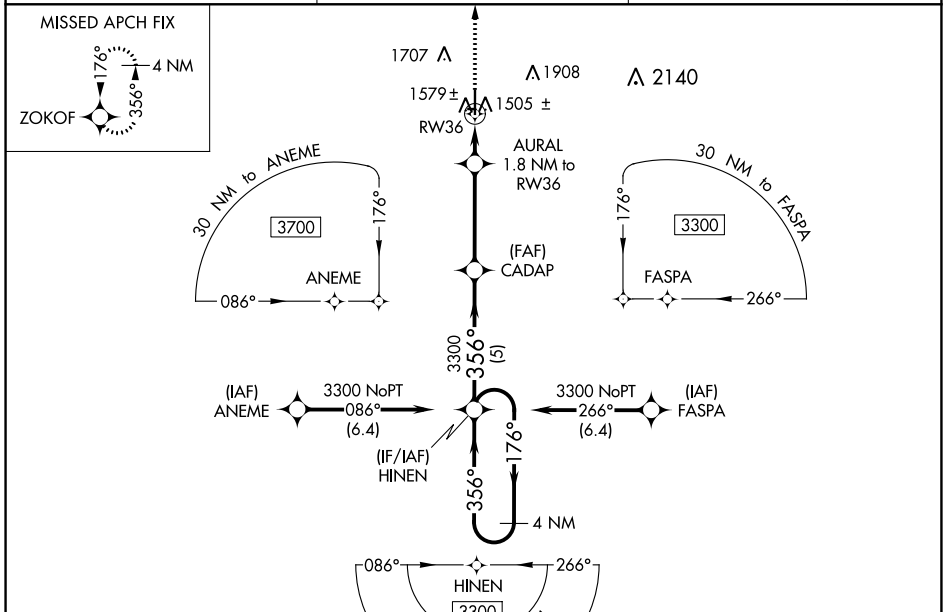 MISSED APCH FIX
176°
4 NM
356°
ZOKOF
1707
1908
2140
1579 ±
1505 ±
RW36
AURAL
1.8 NM to
RW36
30 NM to ANEME
176°
3700
ANEME
086°
30 NM to FASPA
176°
3300
FASPA
266°
(FAF)
CADAP
3300
356°
(5)
(IAF)
ANEME
3300 NoPT
086°
(6.4)
3300 NoPT
266°
(6.4)
(IAF)
FASPA
(IF/IAF)
HINEN
356°
176°
4 NM
086°
266°
HINEN
3300